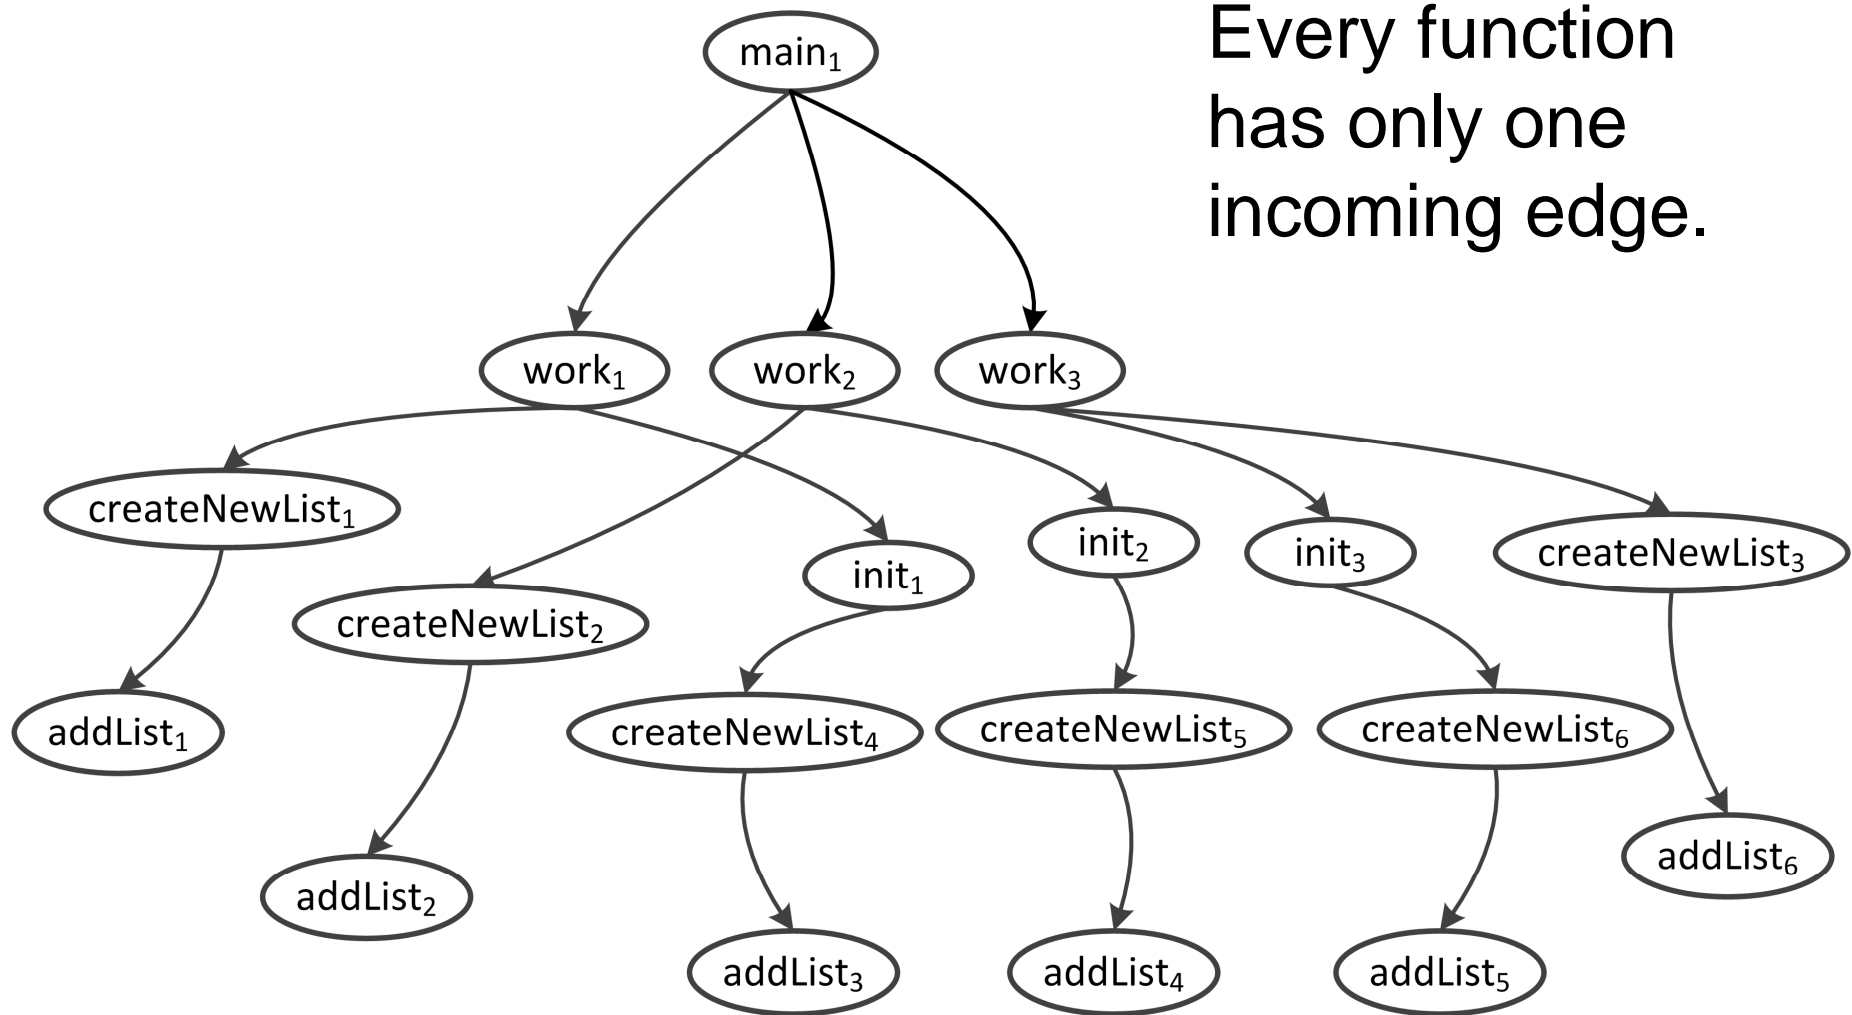 Every function
has only one
incoming edge.
main₁
work₁
work₂
work₃
createNewList₁
createNewList₂
init₁
init₂
init₃
createNewList₃
addList₁
createNewList₄
createNewList₅
createNewList₆
addList₂
addList₆
addList₃
addList₄
addList₅